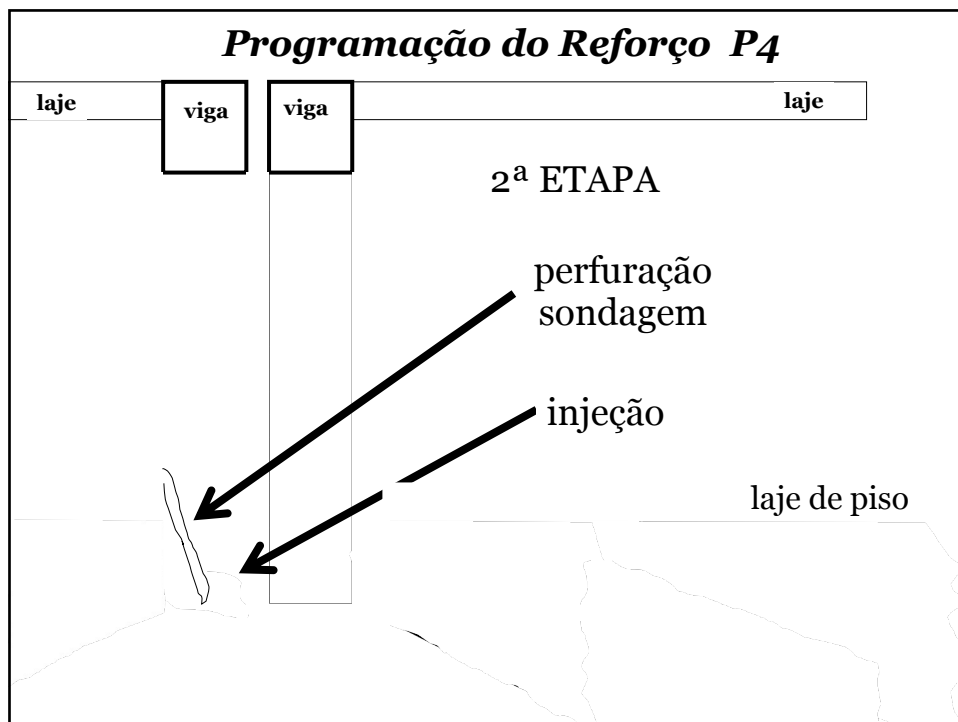 Programação do Reforço P4
laje
viga
viga
laje
2ª ETAPA
perfuração
sondagem
injeção
laje de piso